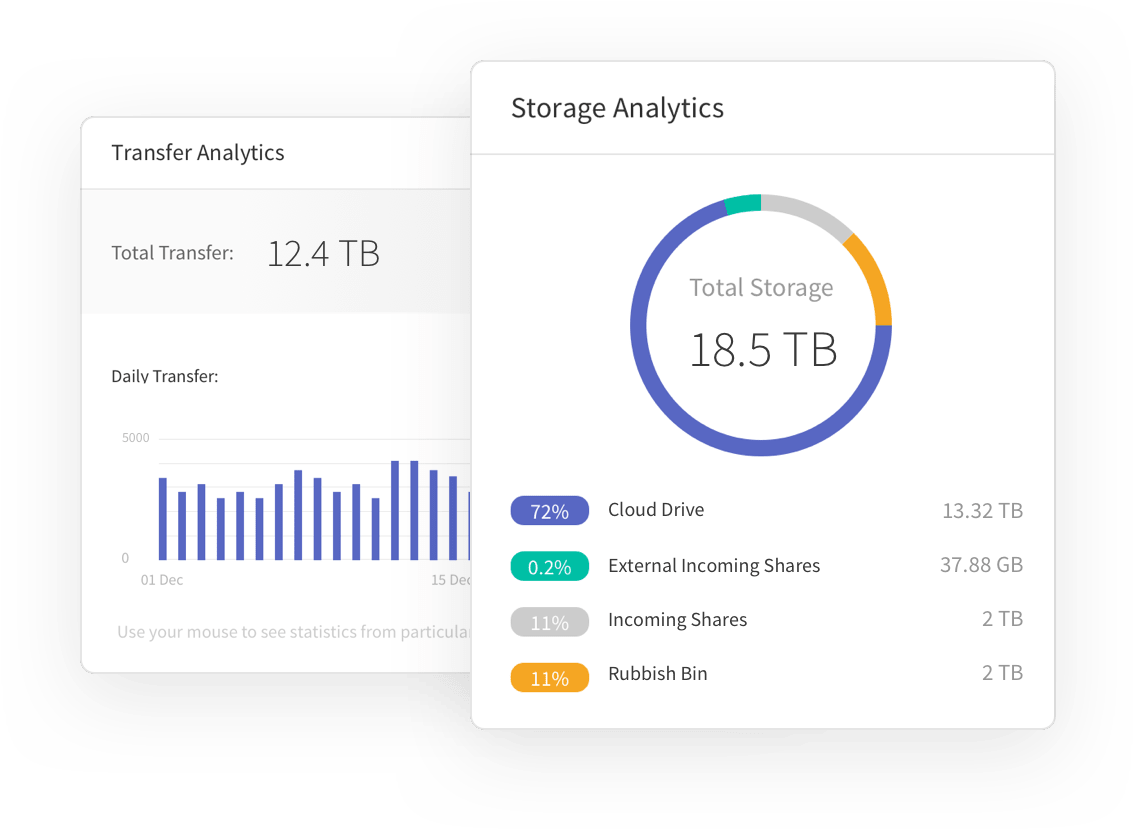 Transfer Analytics
Total Transfer: 12.4 TB
Daily Transfer:
5000
0
01 Dec 15 Dec
Use your mouse to see statistics from
Storage Analytics
Total Storage
18.5 TB
72% Cloud Drive 13.32 TB
0.2% External Incoming Shares 37.88 GB
11% Incoming Shares 2 TB
11% Rubbish Bin 2 TB